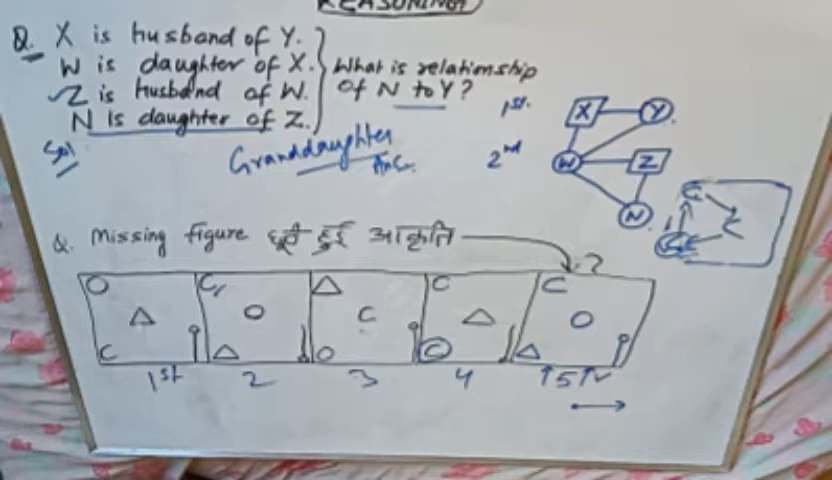 REASONING
Q. X is husband of Y.
W is daughter of X.
Z is husband of W.
N is daughter of Z.
What is relationship
of N to Y?
Sol
Granddaughter
Ans.
1st.
2nd
X Y
W Z
N
Q. Missing figure छूटी हुई आकृति ?
O C Δ C C
Δ O C Δ O
C Δ O C Δ
1st 2 3 4 5